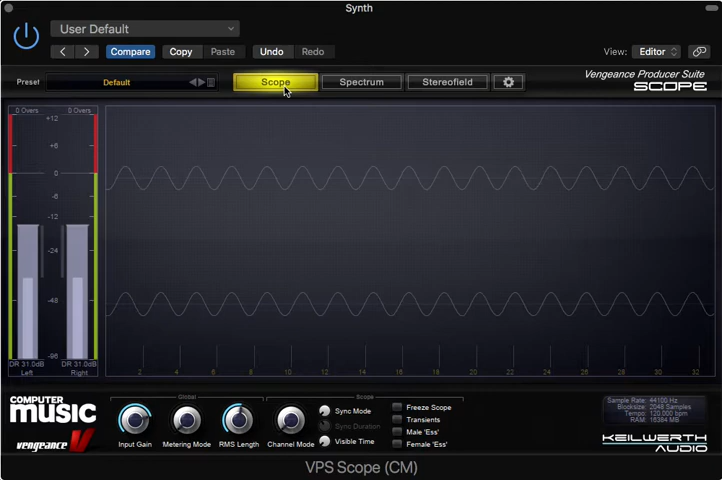 Synth
User Default
Compare
Copy
Paste
Undo
Redo
View:
Editor
Preset
Default
Scope
Spectrum
Stereofield
Vengeance Producer Suite
SCOPE
0 Overs
0 Overs
+12
+6
0
-6
-12
-24
-48
-96
DR 31.0dB
DR 31.0dB
Left
Right
2 4 6 8 10 12 14 16 18 20 22 24 26 28 30 32
COMPUTER
music
vengeance
Global
Input Gain
Metering Mode
RMS Length
Scope
Channel Mode
Sync Mode
Sync Duration
Visible Time
Freeze Scope
Transients
Male 'Ess'
Female 'Ess'
Sample Rate: 44100 Hz
Blocksize: 2048 Samples
Tempo: 120.000 bpm
RAM: 16384 MB
KEILWERTH
AUDIO
VPS Scope (CM)